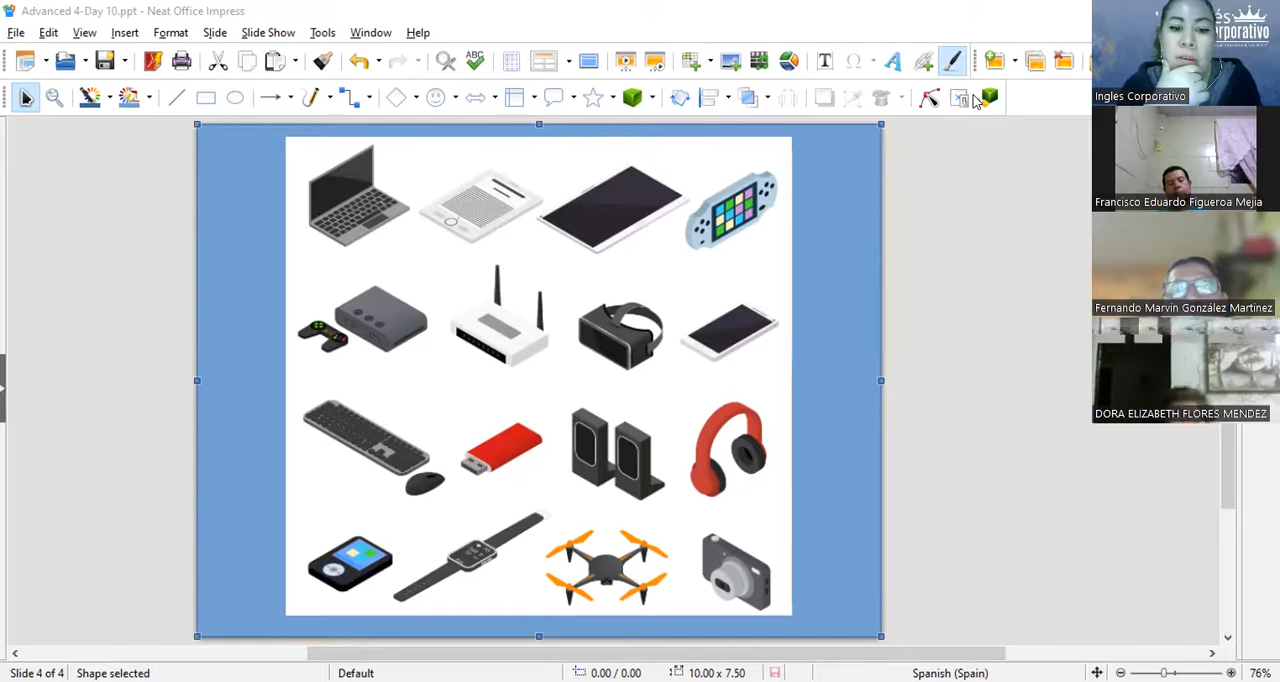 Advanced 4-Day 10.ppt - Neat Office Impress
File Edit View Insert Format Slide Slide Show Tools Window Help
Ingles Corporativo
Francisco Eduardo Figueroa Mejia
Fernando Marvin González Martinez
DORA ELIZABETH FLORES MENDEZ
Slide 4 of 4 Shape selected Default 0.00 / 0.00 10.00 x 7.50 Spanish (Spain) 76%